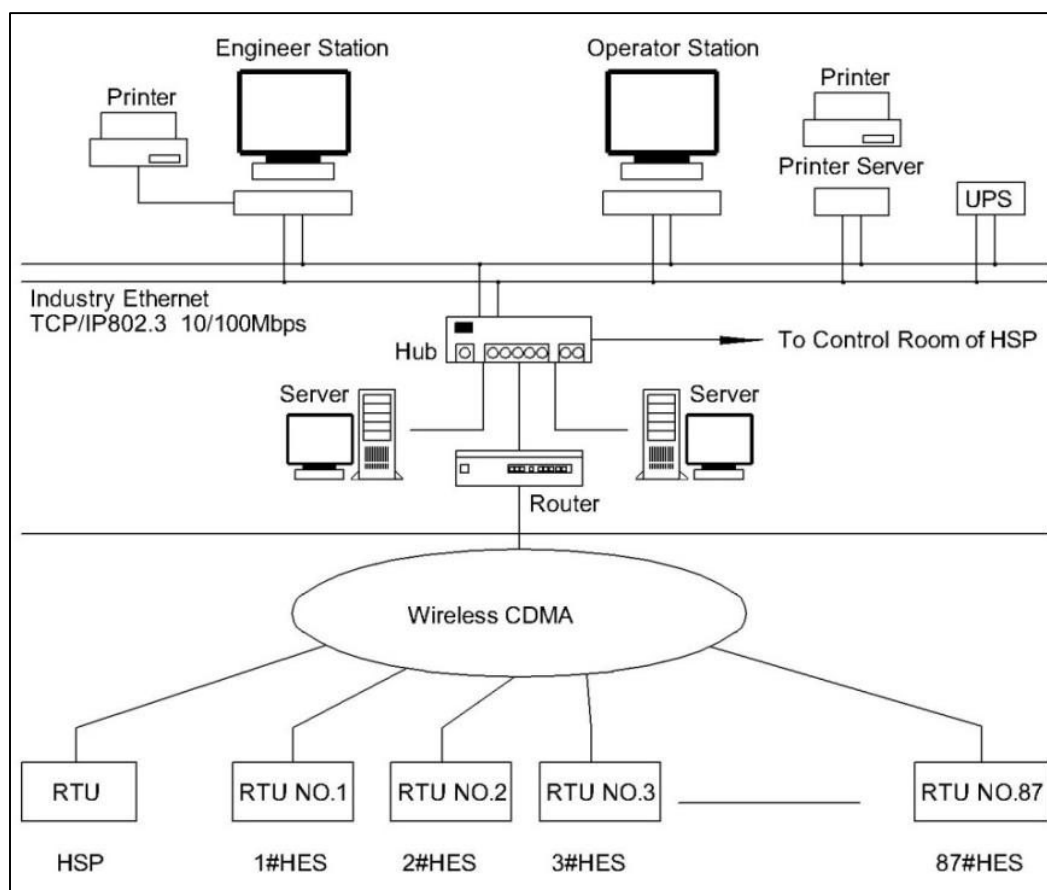 Engineer Station
Operator Station
Printer
Printer
Printer Server
UPS
Industry Ethernet
TCP/IP802.3 10/100Mbps
Hub
To Control Room of HSP
Server
Server
Router
Wireless CDMA
RTU
RTU NO.1
RTU NO.2
RTU NO.3
RTU NO.87
HSP
1#HES
2#HES
3#HES
87#HES